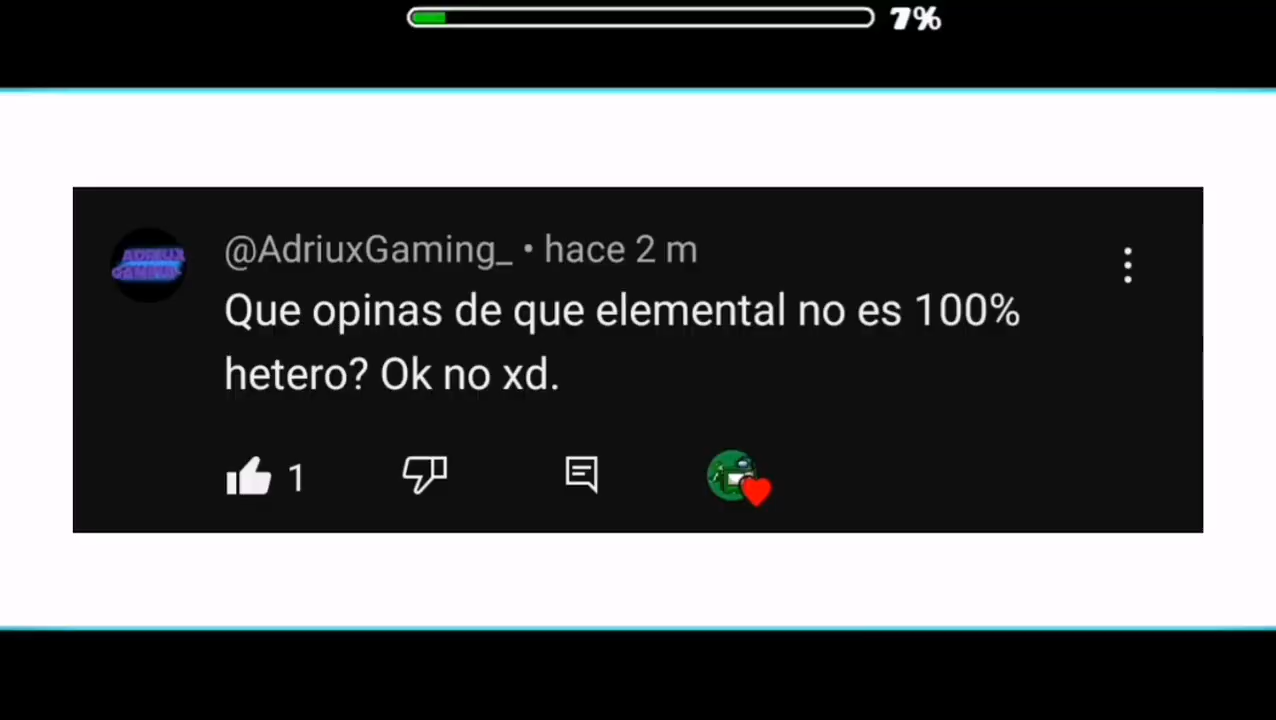 7%
@AdriuxGaming_ • hace 2 m
Que opinas de que elemental no es 100%
hetero? Ok no xd.
1